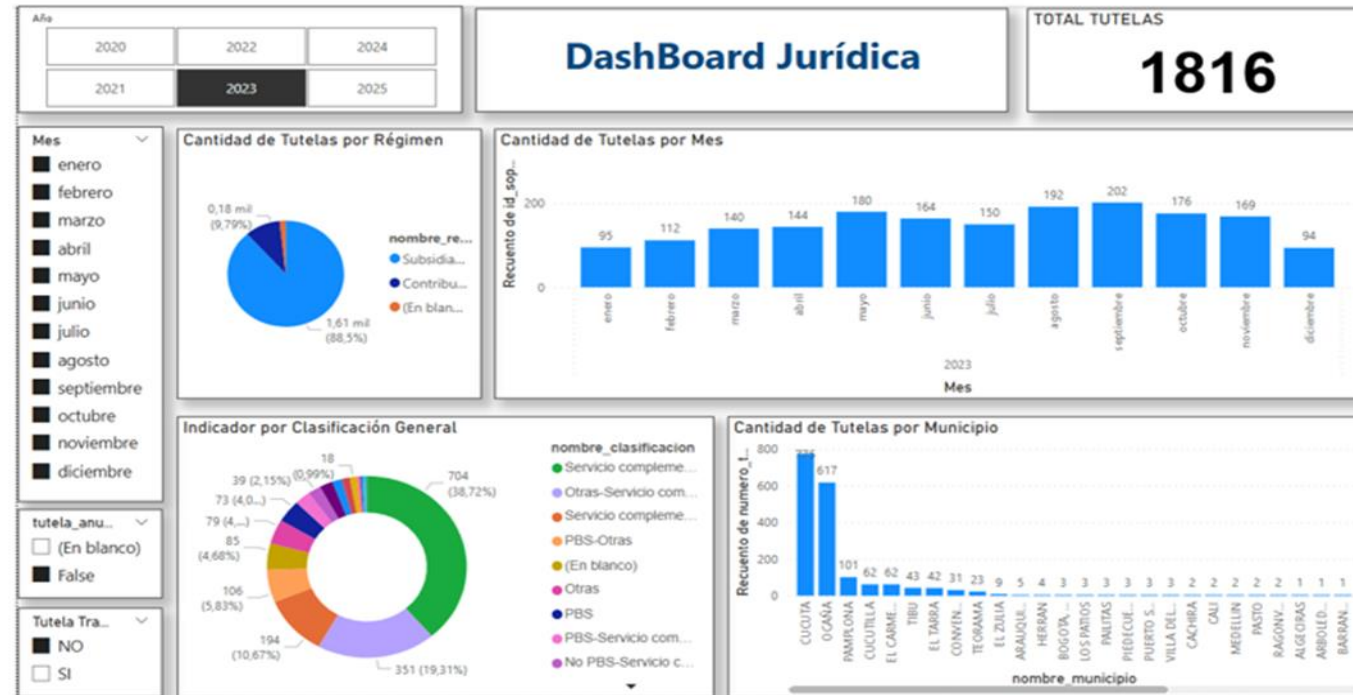 Año
2020 2022 2024
2021 2023 2025
DashBoard Jurídica
TOTAL TUTELAS
1816
Mes
enero
febrero
marzo
abril
mayo
junio
julio
agosto
septiembre
octubre
noviembre
diciembre
tutela_anu...
(En blanco)
False
Tutela Tra...
NO
SI
Cantidad de Tutelas por Régimen
0,18 mil
(9,79%)
1,61 mil
(88,5%)
nombre_re...
Subsidia...
Contribu...
(En blan...
Cantidad de Tutelas por Mes
Recuento de id_sop...
200
0
95 112 140 144 180 164 150 192 202 176 169 94
enero febrero marzo abril mayo junio julio agosto septiembre octubre noviembre diciembre
2023
Mes
Indicador por Clasificación General
18
(0,99%)
39 (2,15%)
73 (4,0...)
79 (4,...)
85
(4,68%)
106
(5,83%)
194
(10,67%)
351 (19,31%)
704
(38,72%)
nombre_clasificacion
Servicio compleme...
Otras-Servicio com...
Servicio compleme...
PBS-Otras
(En blanco)
Otras
PBS
PBS-Servicio com...
No PBS-Servicio c...
Cantidad de Tutelas por Municipio
Recuento de numero_t...
800
600
400
200
0
617 101 62 62 43 42 31 23 9 5 4 3 3 3 3 3 3 2 2 2 2 2 1 1 1
CUCUTA OCAÑA PAMPLONA CUCUTILLA EL CARME... TIBU EL TARRA CONVEN... TEORAMA EL ZULIA ARAUQUI... HERRAN BOGOTA, ... LOS PATIOS PAILITAS PIEDECUE... PUERTO S... VILLA DEL... CACHIRA CALI MEDELLIN PASTO RAGONV... ALGECIRAS ARBOLED... BARRAN...
nombre_municipio